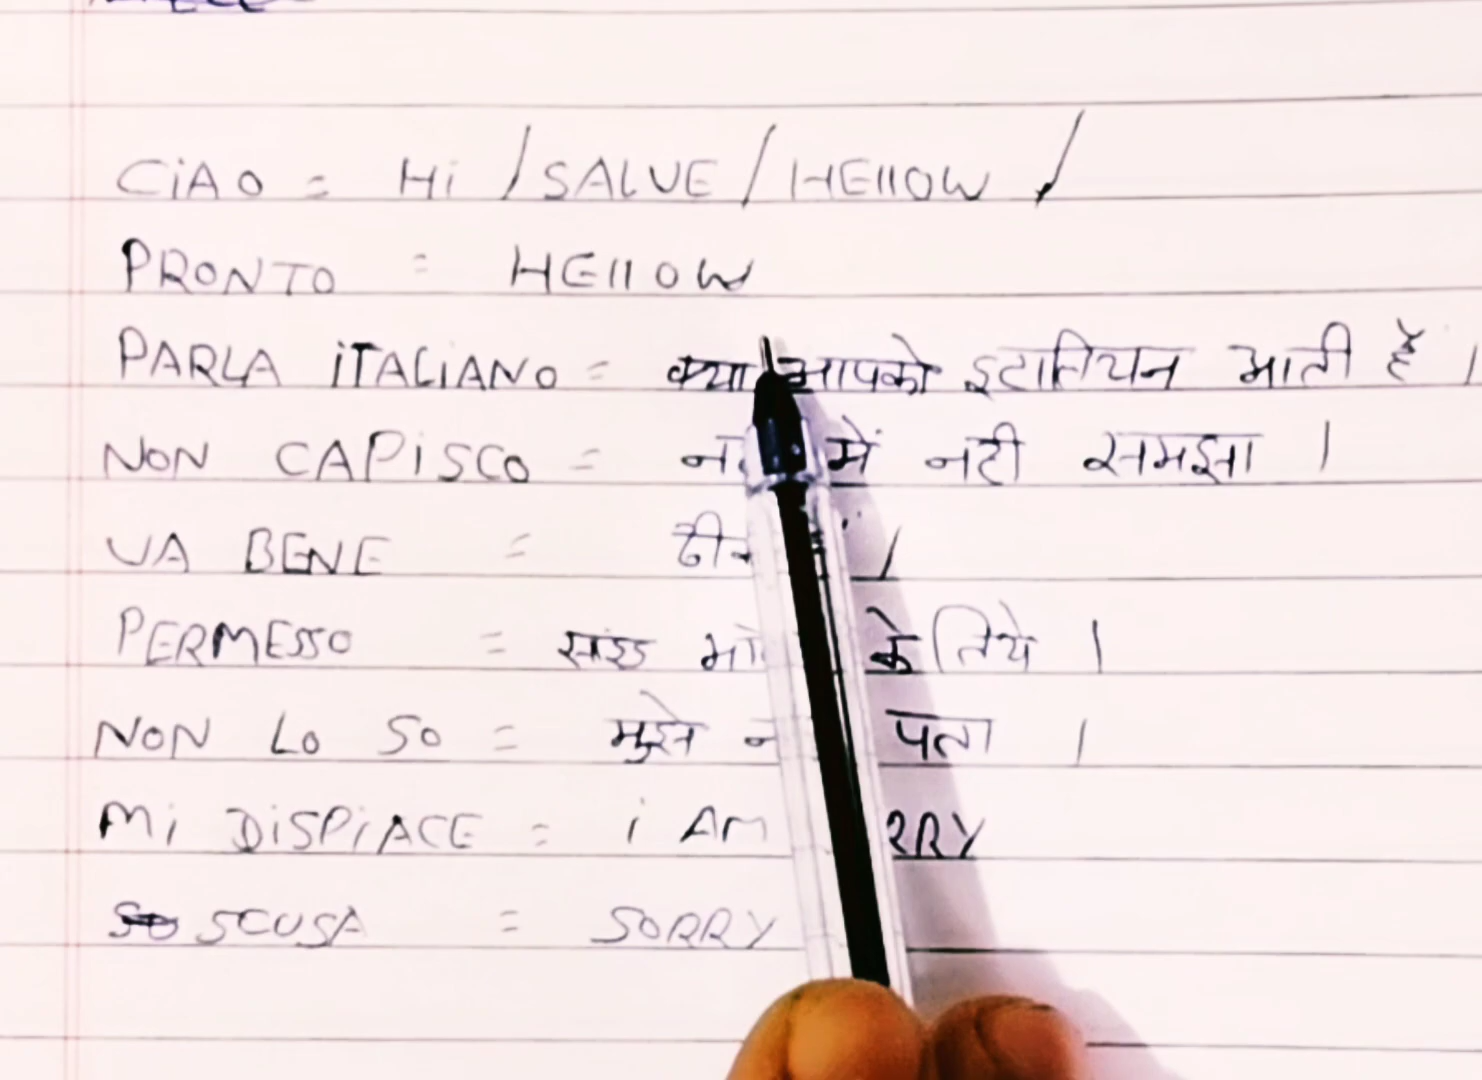 CiAO = Hi / SALVE / HEllOW /
PRONTO = HEllOW
PARLA iTALiANO = क्या आपको इटालियन आती है ।
NON CAPiSCO = में नही समझा ।
VA BENE = ।
PERMESSO = साइड के लिये ।
NON LO SO = मुझे पता ।
Mi DiSPiACE = i AM
SCUSA = SORRY